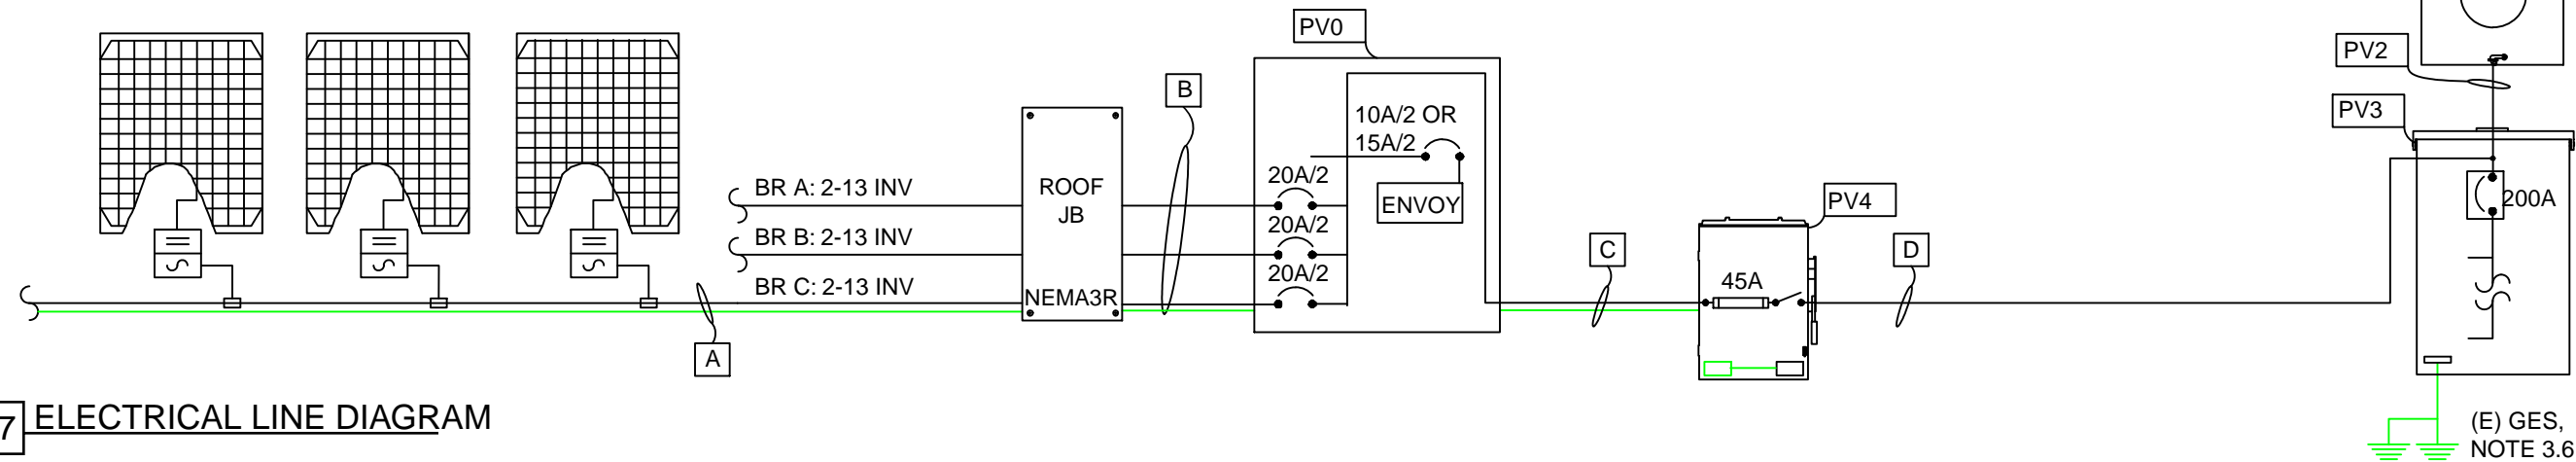 PV0
PV2
B
PV3
10A/2 OR
15A/2
20A/2
ENVOY
BR A: 2-13 INV
ROOF
JB
PV4
200A
20A/2
BR B: 2-13 INV
C
D
20A/2
BR C: 2-13 INV
NEMA3R
45A
A
7 ELECTRICAL LINE DIAGRAM
(E) GES,
NOTE 3.6